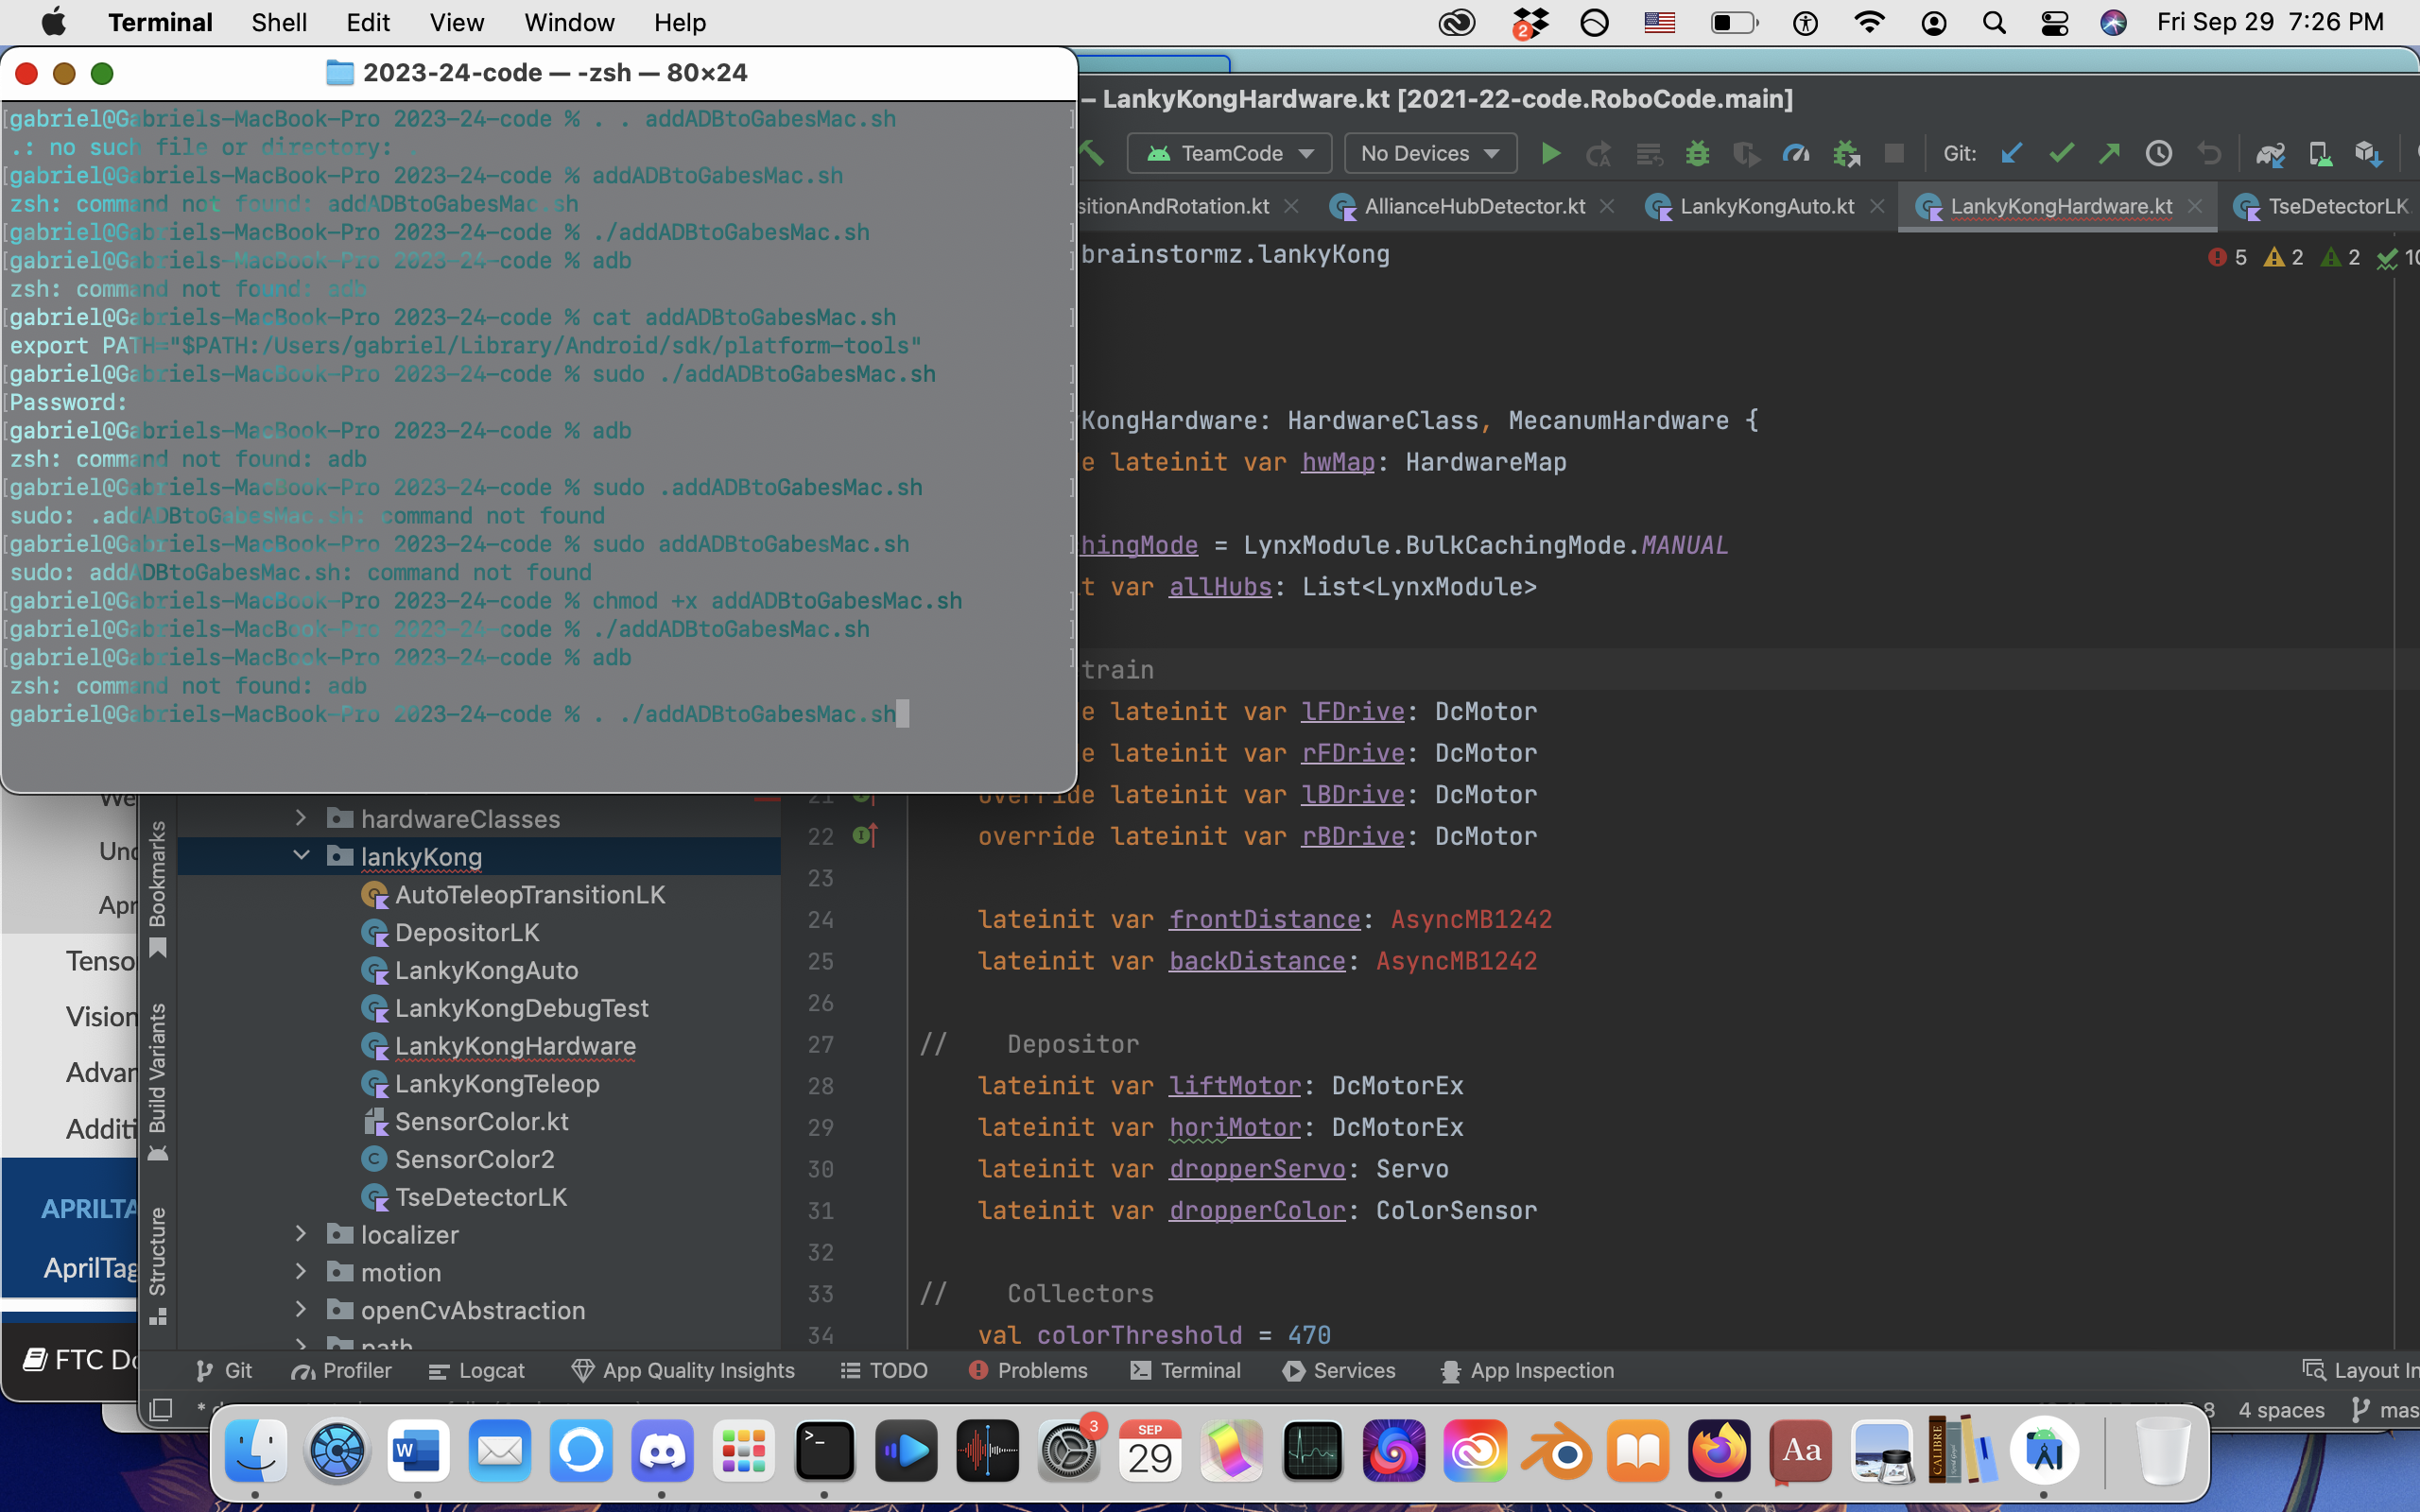 Terminal Shell Edit View Window Help
2
Fri Sep 29 7:26 PM
2023-24-code — -zsh — 80×24
[gabriel@Gabriels-MacBook-Pro 2023-24-code % . . addADBtoGabesMac.sh ]
.: no such file or directory: .
[gabriel@Gabriels-MacBook-Pro 2023-24-code % addADBtoGabesMac.sh ]
zsh: command not found: addADBtoGabesMac.sh
[gabriel@Gabriels-MacBook-Pro 2023-24-code % ./addADBtoGabesMac.sh ]
[gabriel@Gabriels-MacBook-Pro 2023-24-code % adb ]
zsh: command not found: adb
[gabriel@Gabriels-MacBook-Pro 2023-24-code % cat addADBtoGabesMac.sh ]
export PATH="$PATH:/Users/gabriel/Library/Android/sdk/platform-tools"
[gabriel@Gabriels-MacBook-Pro 2023-24-code % sudo ./addADBtoGabesMac.sh ]
[Password: ]
[gabriel@Gabriels-MacBook-Pro 2023-24-code % adb ]
zsh: command not found: adb
[gabriel@Gabriels-MacBook-Pro 2023-24-code % sudo .addADBtoGabesMac.sh ]
sudo: .addADBtoGabesMac.sh: command not found
[gabriel@Gabriels-MacBook-Pro 2023-24-code % sudo addADBtoGabesMac.sh ]
sudo: addADBtoGabesMac.sh: command not found
[gabriel@Gabriels-MacBook-Pro 2023-24-code % chmod +x addADBtoGabesMac.sh ]
[gabriel@Gabriels-MacBook-Pro 2023-24-code % ./addADBtoGabesMac.sh ]
[gabriel@Gabriels-MacBook-Pro 2023-24-code % adb ]
zsh: command not found: adb
gabriel@Gabriels-MacBook-Pro 2023-24-code % . ./addADBtoGabesMac.sh
– LankyKongHardware.kt [2021-22-code.RoboCode.main]
TeamCode No Devices Git:
sitionAndRotation.kt AllianceHubDetector.kt LankyKongAuto.kt LankyKongHardware.kt TseDetectorLK
brainstormz.lankyKong
5 2 2 10
KongHardware: HardwareClass, MecanumHardware {
e lateinit var hwMap: HardwareMap
hingMode = LynxModule.BulkCachingMode.MANUAL
t var allHubs: List<LynxModule>
train
e lateinit var lFDrive: DcMotor
e lateinit var rFDrive: DcMotor
21 override lateinit var lBDrive: DcMotor
22 override lateinit var rBDrive: DcMotor
23
24 lateinit var frontDistance: AsyncMB1242
25 lateinit var backDistance: AsyncMB1242
26
27 // Depositor
28 lateinit var liftMotor: DcMotorEx
29 lateinit var horiMotor: DcMotorEx
30 lateinit var dropperServo: Servo
31 lateinit var dropperColor: ColorSensor
32
33 // Collectors
34 val colorThreshold = 470
We
Und
Apr
Tenso
Vision
Advan
Additi
APRILTA
AprilTag
FTC Do
Bookmarks
Build Variants
Structure
hardwareClasses
lankyKong
AutoTeleopTransitionLK
DepositorLK
LankyKongAuto
LankyKongDebugTest
LankyKongHardware
LankyKongTeleop
SensorColor.kt
SensorColor2
TseDetectorLK
localizer
motion
openCvAbstraction
path
Git Profiler Logcat App Quality Insights TODO Problems Terminal Services App Inspection Layout In
8 4 spaces mas
3
SEP
29
Aa
CALIBRE